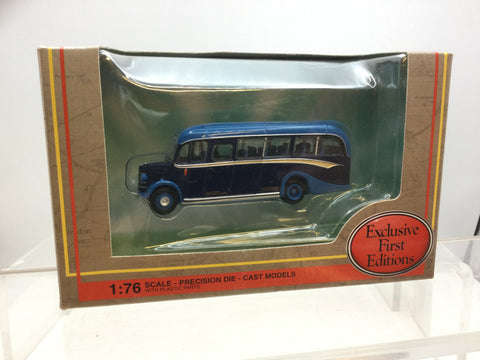 Exclusive
First
Editions
1:76 SCALE - PRECISION DIE - CAST MODELS
WITH PLASTIC PARTS